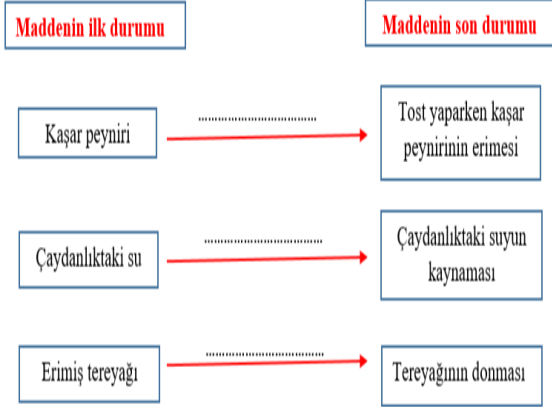 Maddenin ilk durumu
Maddenin son durumu
Kaşar peyniri
....................................
Tost yaparken kaşar
peynirinin erimesi
Çaydanlıktaki su
....................................
Çaydanlıktaki suyun
kaynaması
Erimiş tereyağı
....................................
Tereyağının donması